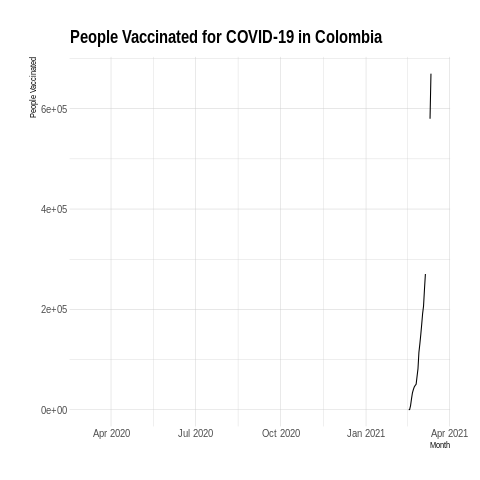 People Vaccinated for COVID-19 in Colombia
People Vaccinated
6e+05
4e+05
2e+05
0e+00
Apr 2020 Jul 2020 Oct 2020 Jan 2021 Apr 2021
Month